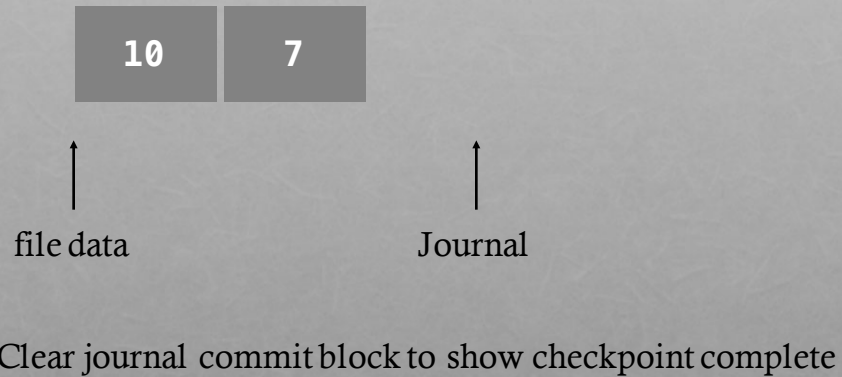 10 7
file data Journal
Clear journal commit block to show checkpoint complete